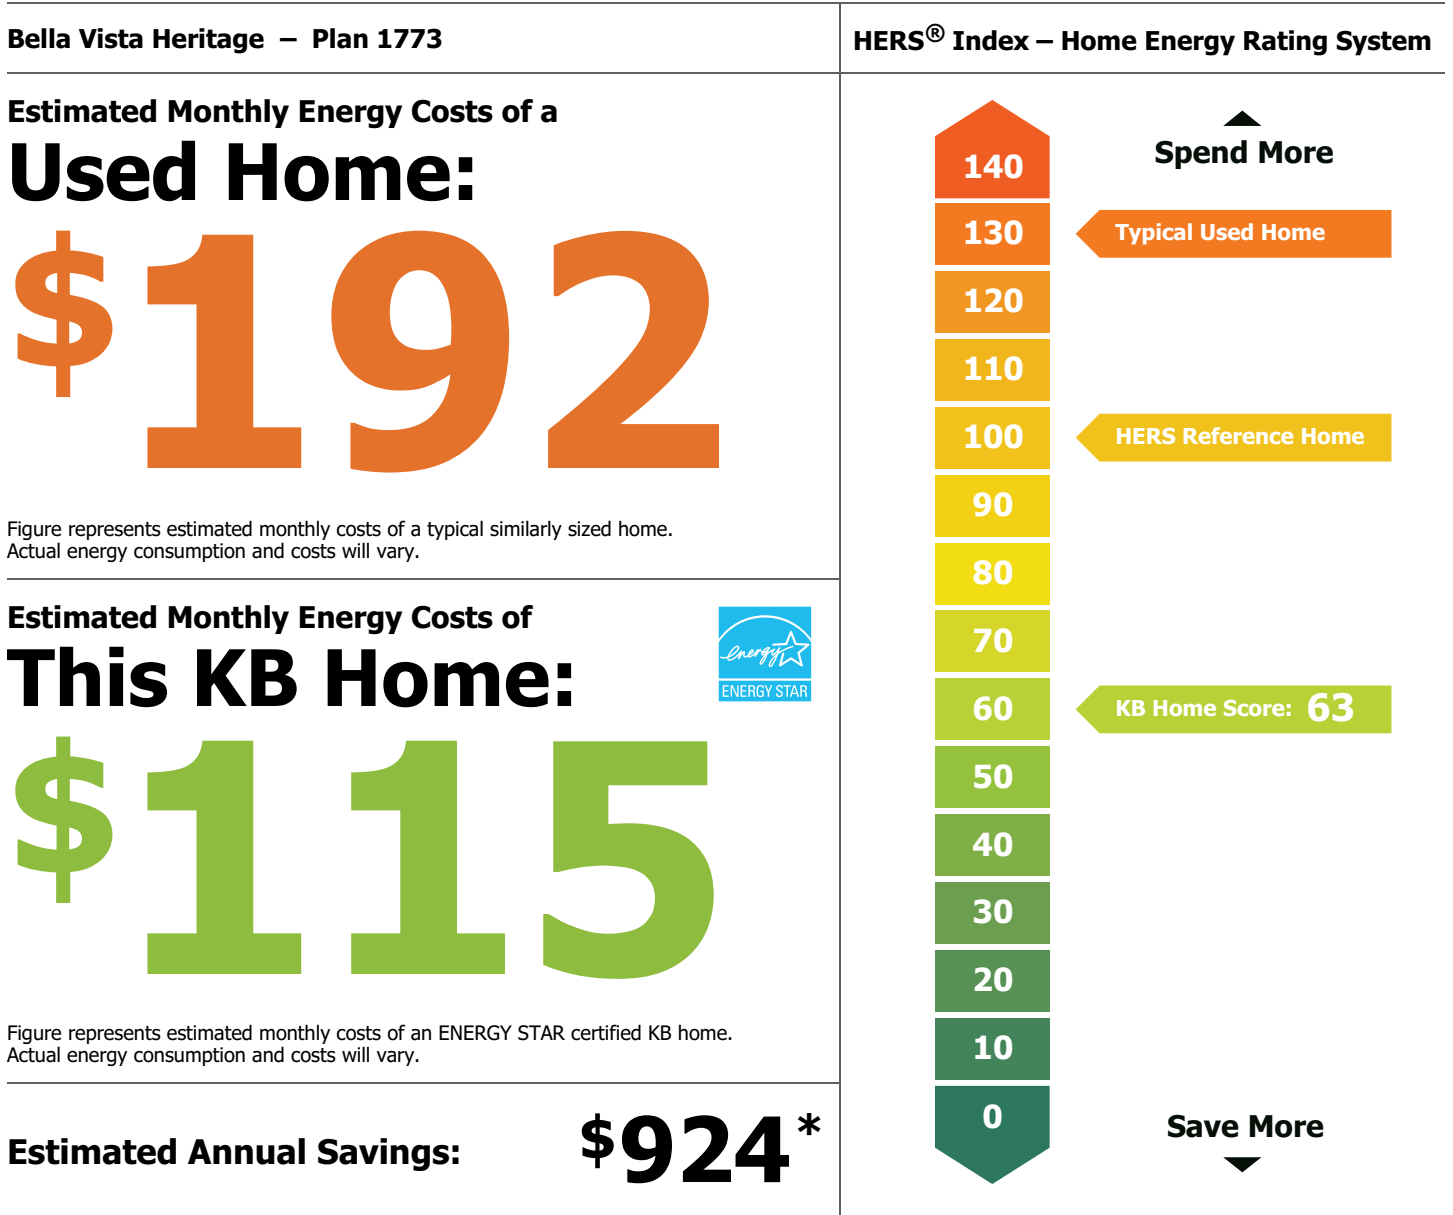 Bella Vista Heritage – Plan 1773
Estimated Monthly Energy Costs of a
Used Home:
$192
Figure represents estimated monthly costs of a typical similarly sized home.
Actual energy consumption and costs will vary.
Estimated Monthly Energy Costs of
This KB Home:
energy
ENERGY STAR
$115
Figure represents estimated monthly costs of an ENERGY STAR certified KB home.
Actual energy consumption and costs will vary.
Estimated Annual Savings: $924*
HERS® Index – Home Energy Rating System
Spend More
140
130 Typical Used Home
120
110
100 HERS Reference Home
90
80
70
60 KB Home Score: 63
50
40
30
20
10
0
Save More